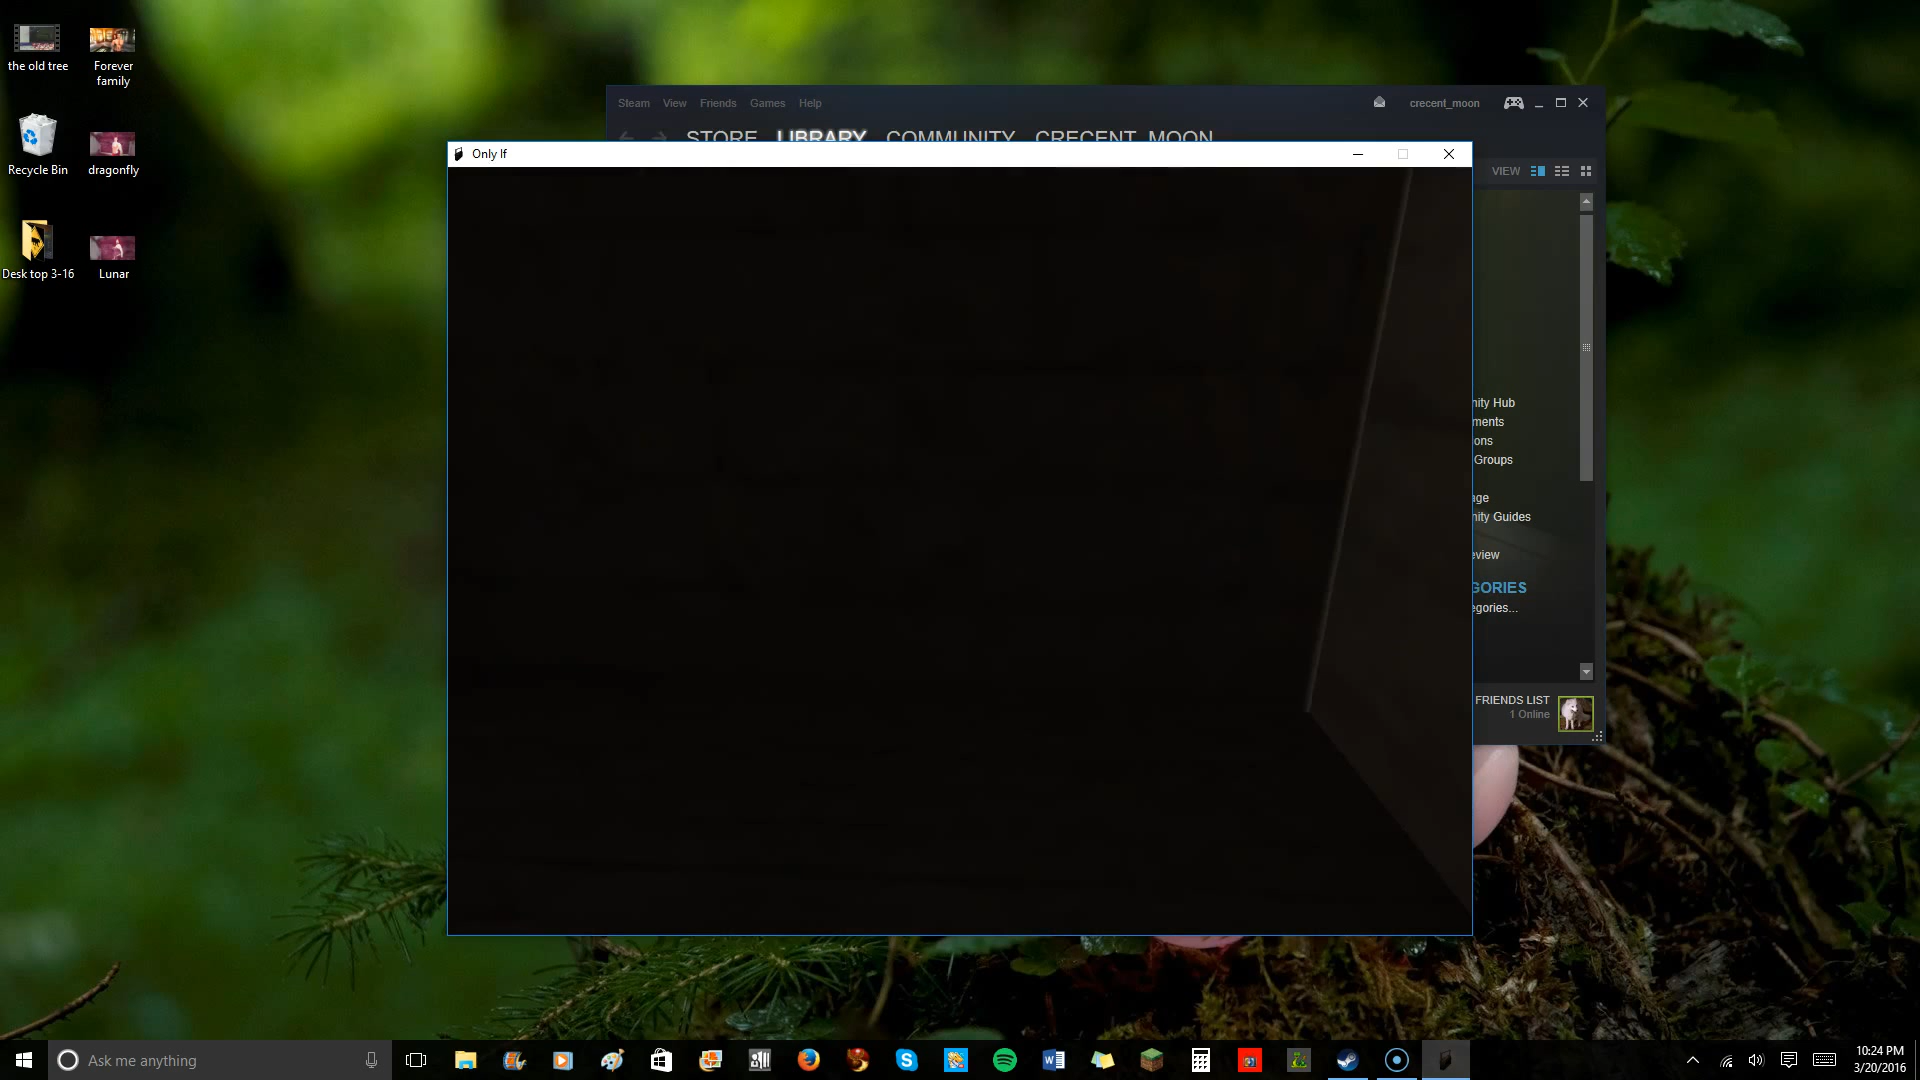 the old tree
Forever
family
Recycle Bin
dragonfly
Desk top 3-16
Lunar
Steam View Friends Games Help
crecent_moon
STORE LIBRARY COMMUNITY CRECENT_MOON
Only If
VIEW
nity Hub
ments
ons
Groups
age
nity Guides
eview
GORIES
egories...
FRIENDS LIST
1 Online
Ask me anything
10:24 PM
3/20/2016